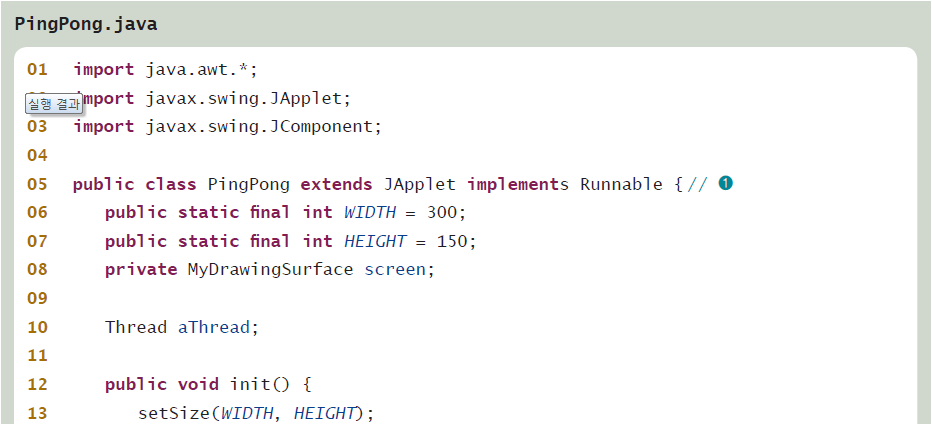 PingPong.java
01 import java.awt.*;
실행 결과 import javax.swing.JApplet;
03 import javax.swing.JComponent;
04
05 public class PingPong extends JApplet implements Runnable { // ❶
06 public static final int WIDTH = 300;
07 public static final int HEIGHT = 150;
08 private MyDrawingSurface screen;
09
10 Thread aThread;
11
12 public void init() {
13 setSize(WIDTH, HEIGHT);